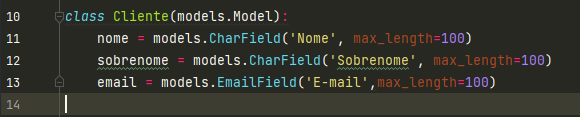 10 class Cliente(models.Model):
11 nome = models.CharField('Nome', max_length=100)
12 sobrenome = models.CharField('Sobrenome', max_length=100)
13 email = models.EmailField('E-mail',max_length=100)
14